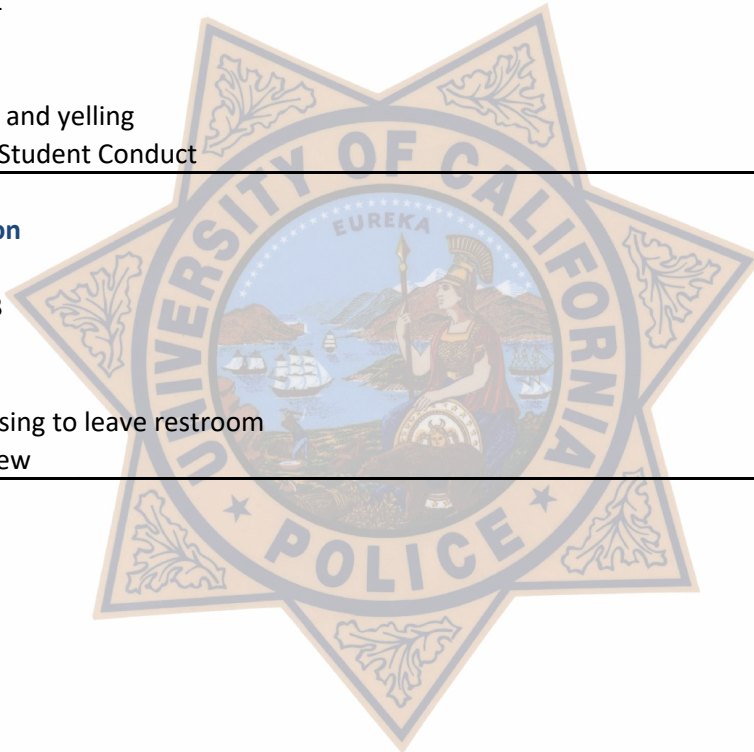 and yelling
Student Conduct
on
sing to leave restroom
ew
UNIVERSITY OF CALIFORNIA
EUREKA
POLICE